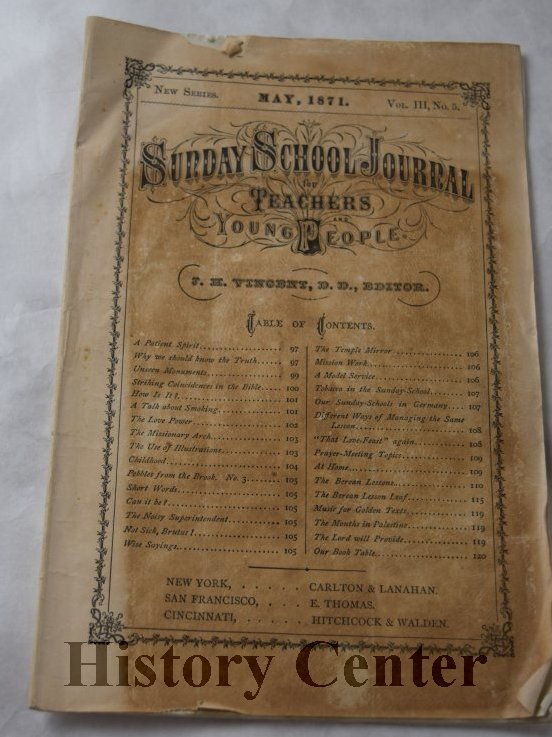 New Series.
MAY, 1871.
Vol. III, No. 5.
SUNDAY SCHOOL JOURNAL
for
TEACHERS
AND
YOUNG PEOPLE.
J. H. VINCENT, D. D., EDITOR.
TABLE OF CONTENTS.
A Patient Spirit 97
Why we should know the Truth 97
Unseen Monuments 99
Striking Coincidences in the Bible 100
How Is It? 101
A Talk about Smoking 101
The Love Power 102
The Missionary Arch 103
The Use of Illustrations 103
Childhood 104
Pebbles from the Brook. No. 3 105
Short Words 105
Can it be? 105
The Noisy Superintendent 105
Not Sick, Brutus! 105
Wise Sayings 105
The Temple Mirror 106
Mission Work 106
A Model Service 106
Tobacco in the Sunday-School 107
Our Sunday-Schools in Germany 107
Different Ways of Managing the Same
Lesson 108
"That Love-Feast" again 108
Prayer-Meeting Topics 109
At Home 109
The Berean Lessons 110
The Berean Lesson Leaf 115
Music for Golden Texts 119
The Months in Palestine 119
The Lord will Provide 119
Our Book Table 120
NEW YORK, . . . . . . CARLTON & LANAHAN.
SAN FRANCISCO, . . . . E. THOMAS.
CINCINNATI, . . . . . . HITCHCOCK & WALDEN.
History Center